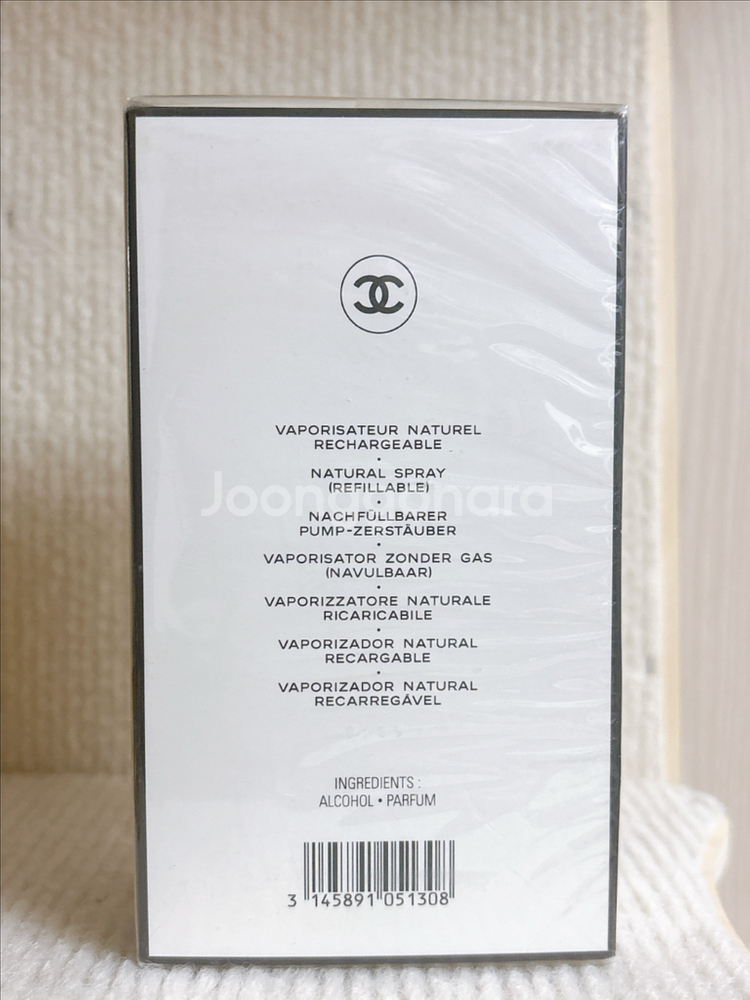 VAPORISATEUR NATUREL
RECHARGEABLE
•
NATURAL SPRAY
(REFILLABLE)
•
NACHFÜLLBARER
PUMP-ZERSTÄUBER
•
VAPORISATOR ZONDER GAS
(NAVULBAAR)
•
VAPORIZZATORE NATURALE
RICARICABILE
•
VAPORIZADOR NATURAL
RECARGABLE
•
VAPORIZADOR NATURAL
RECARREGÁVEL
INGREDIENTS :
ALCOHOL • PARFUM
3 145891 051308
Joonggonara